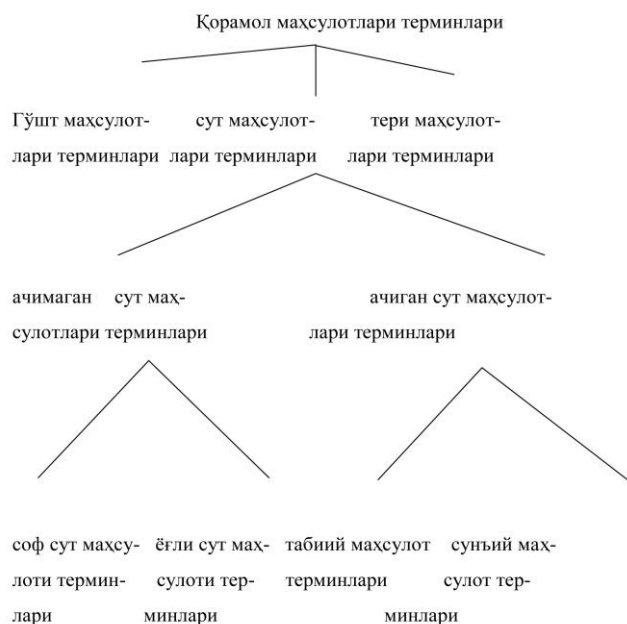 Қорамол маҳсулотлари терминлари
Гўшт маҳсулот- сут маҳсулот- тери маҳсулот-
лари терминлари лари терминлари лари терминлари
ачимаган сут маҳ- ачиган сут маҳсулот-
сулотлари терминлари лари терминлари
соф сут маҳсу- ёғли сут маҳ- табиий маҳсулот сунъий маҳ-
лоти термин- сулоти тер- терминлари сулот тер-
лари минлари минлари